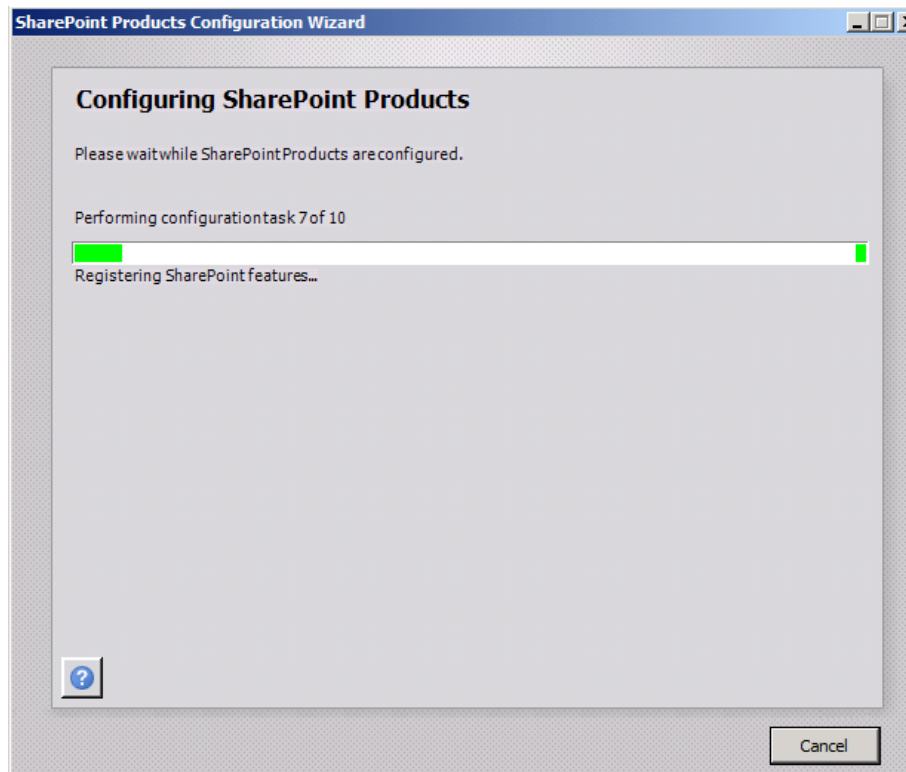 SharePoint Products Configuration Wizard
Configuring SharePoint Products
Please wait while SharePoint Products are configured.
Performing configuration task 7 of 10
Registering SharePoint features...
?
Cancel